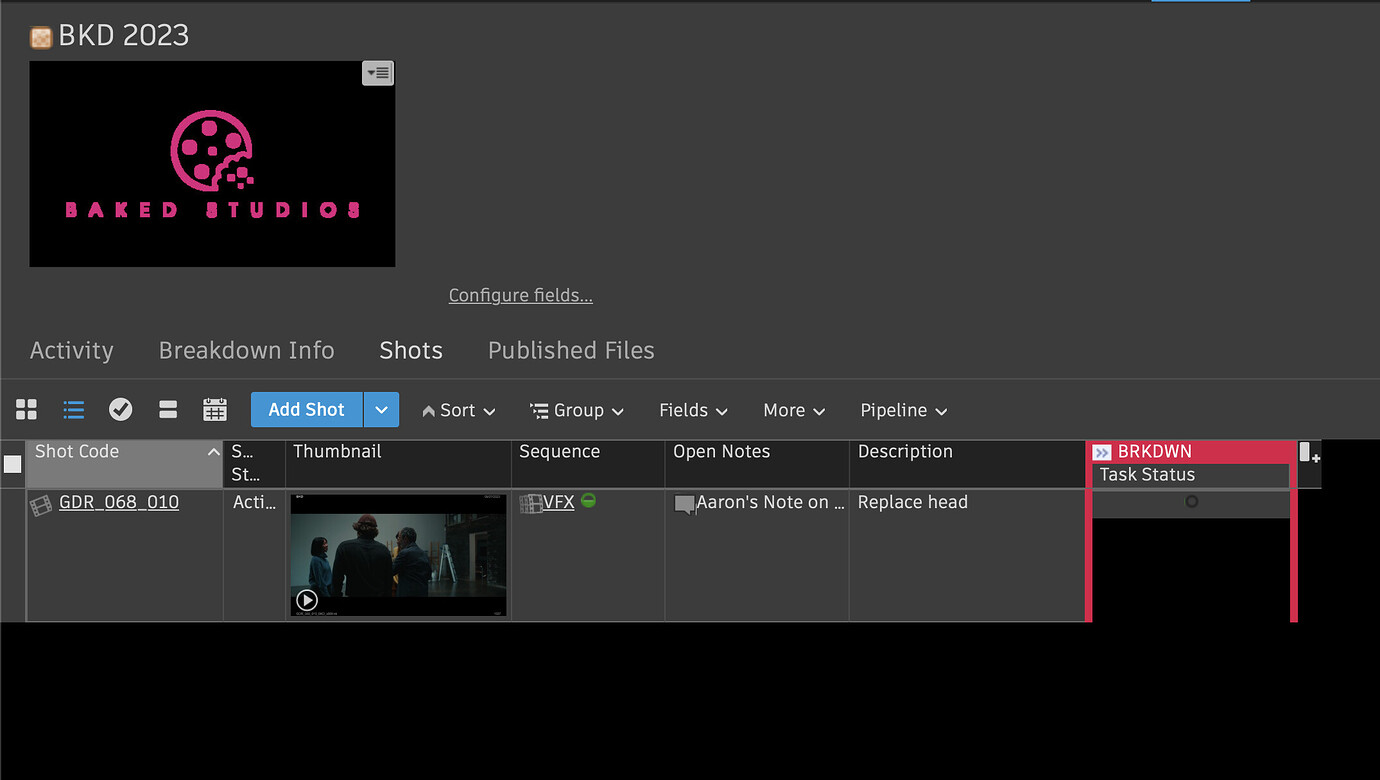 BKD 2023
BAKED STUDIOS
Configure fields...
Activity Breakdown Info Shots Published Files
Add Shot Sort Group Fields More Pipeline
Shot Code S... St... Thumbnail Sequence Open Notes Description BRKDWN
Task Status
GDR_068_010 Acti... VFX Aaron's Note on ... Replace head